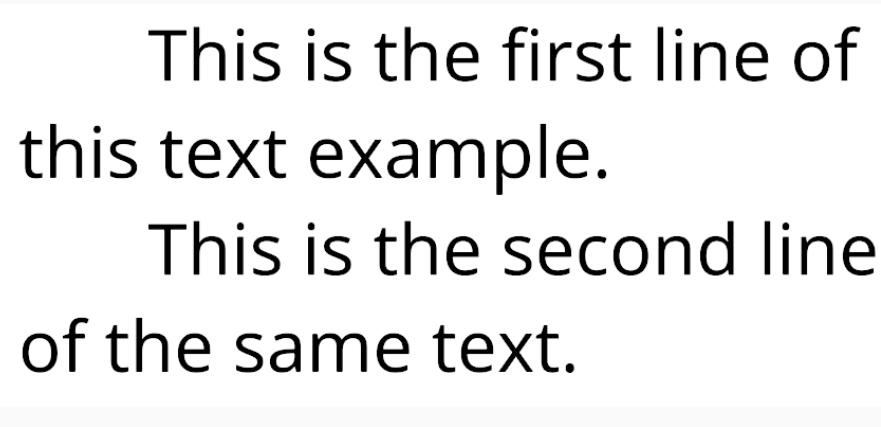 This is the first line of
this text example.
This is the second line
of the same text.